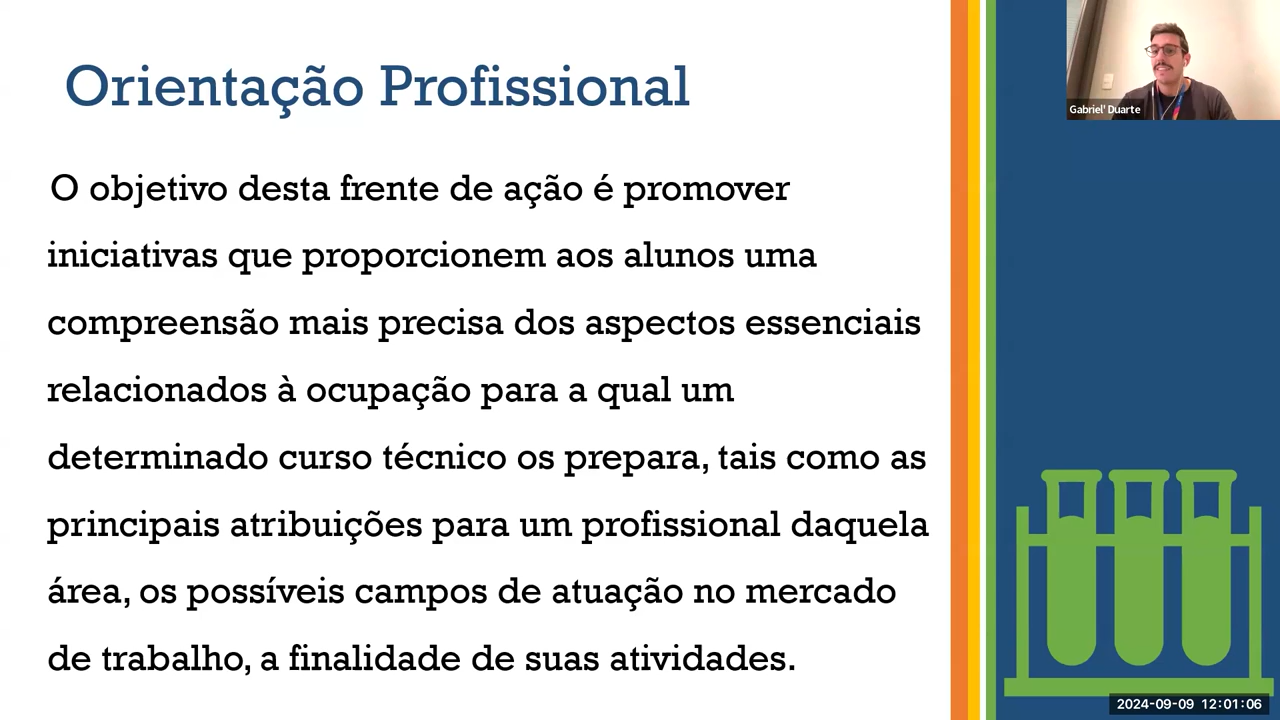 Orientação Profissional
Gabriel' Duarte
O objetivo desta frente de ação é promover
iniciativas que proporcionem aos alunos uma
compreensão mais precisa dos aspectos essenciais
relacionados à ocupação para a qual um
determinado curso técnico os prepara, tais como as
principais atribuições para um profissional daquela
área, os possíveis campos de atuação no mercado
de trabalho, a finalidade de suas atividades.
2024-09-09 12:01:06